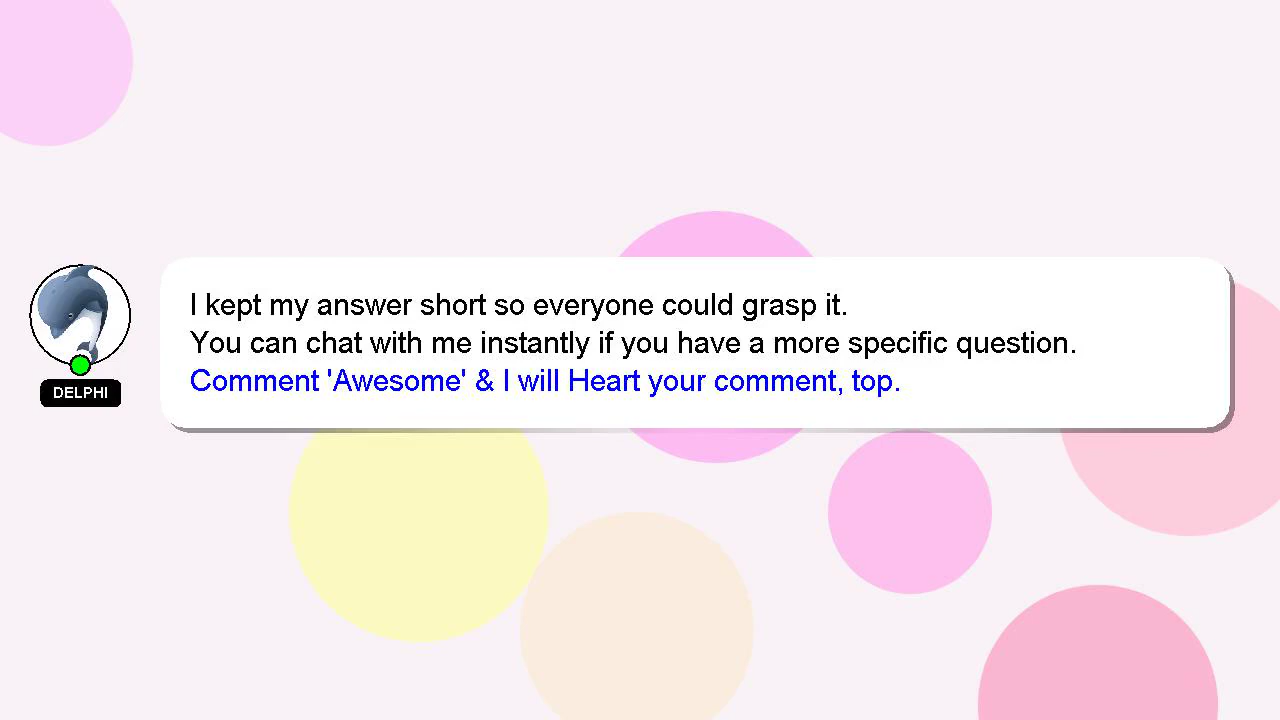 I kept my answer short so everyone could grasp it.
You can chat with me instantly if you have a more specific question.
Comment 'Awesome' & I will Heart your comment, top.
DELPHI